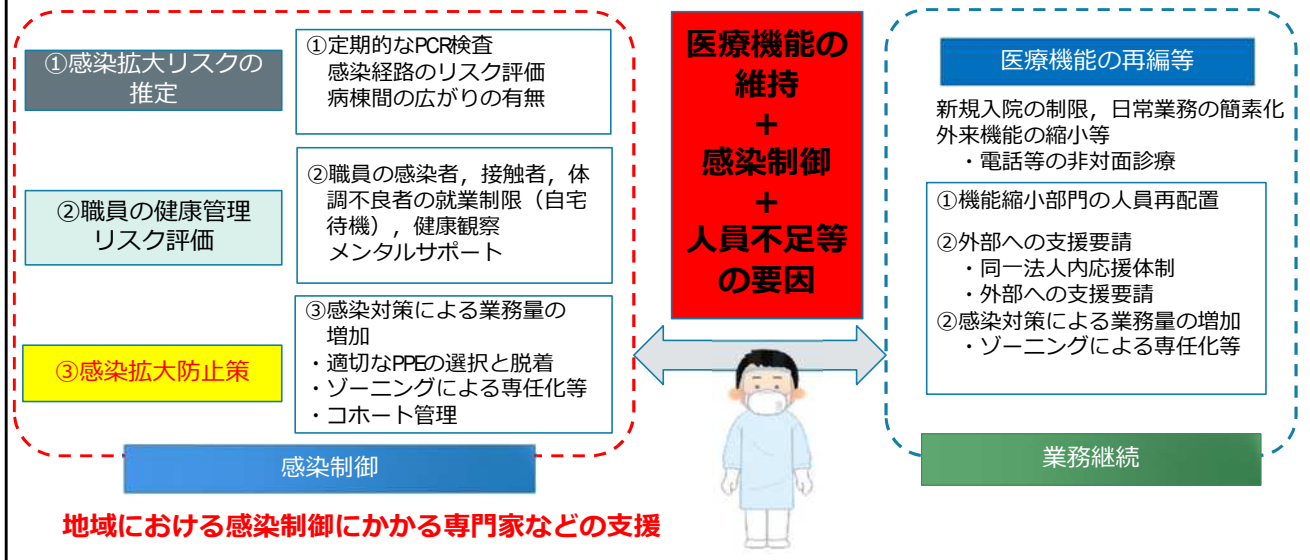 ①感染拡大リスクの
推定
①定期的なPCR検査
感染経路のリスク評価
病棟間の広がりの有無
②職員の健康管理
リスク評価
②職員の感染者，接触者，体
調不良者の就業制限（自宅
待機），健康観察
メンタルサポート
③感染拡大防止策
③感染対策による業務量の
増加
・適切なPPEの選択と脱着
・ゾーニングによる専任化等
・コホート管理
感染制御
地域における感染制御にかかる専門家などの支援
医療機能の
維持
+
感染制御
+
人員不足等
の要因
医療機能の再編等
新規入院の制限，日常業務の簡素化
外来機能の縮小等
・電話等の非対面診療
①機能縮小部門の人員再配置
②外部への支援要請
・同一法人内応援体制
・外部への支援要請
②感染対策による業務量の増加
・ゾーニングによる専任化等
業務継続